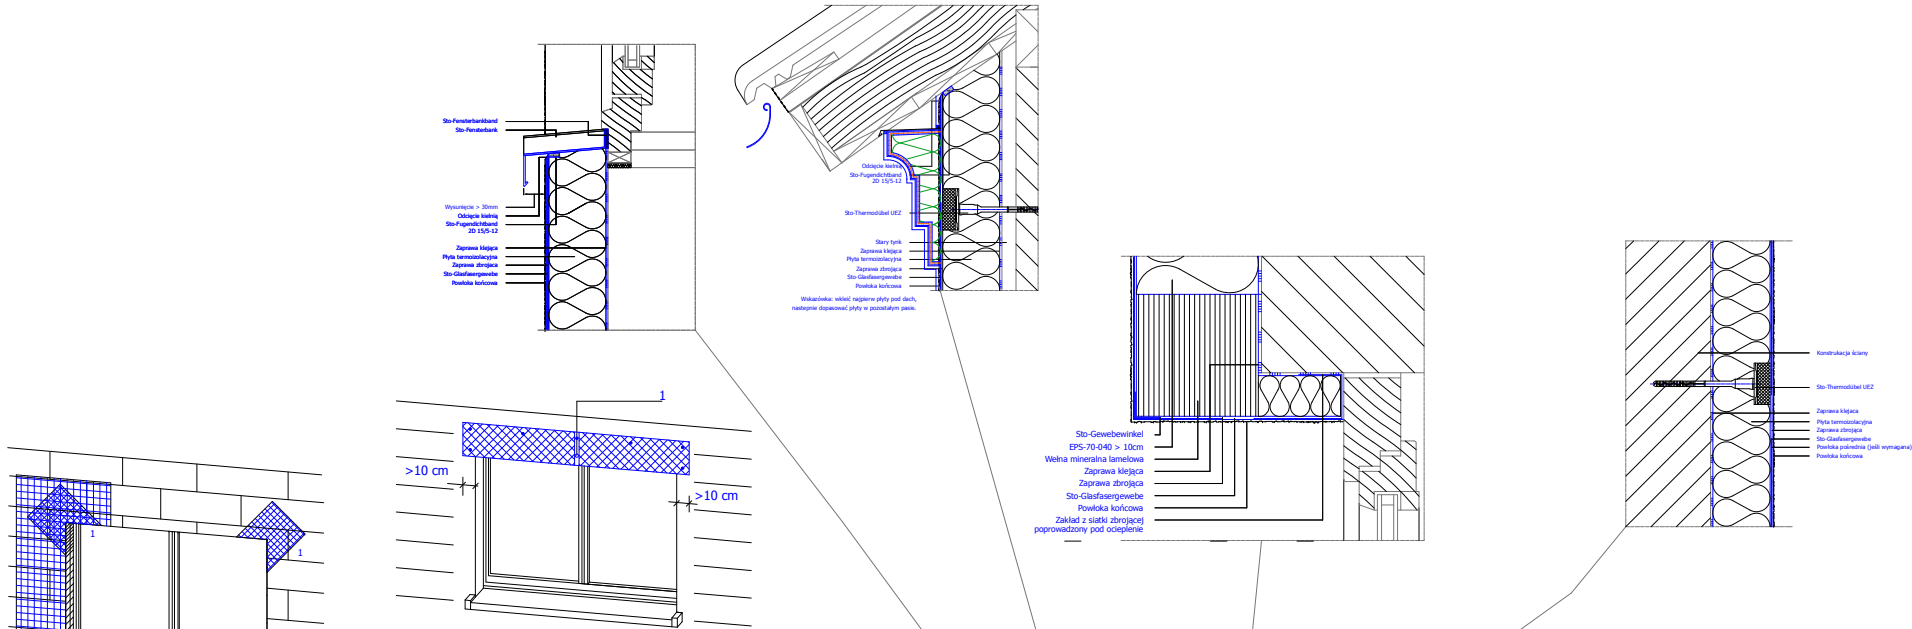 Sto-Fensterbankband
Sto-Fensterbank
Wysunięcie > 30mm
Odcięcie kielnią
Sto-Fugendichtband
2D 15/5-12
Zaprawa klejąca
Płyta termoizolacyjna
Zaprawa zbrojaca
Sto-Glasfasergewebe
Powłoka końcowa
Odcięcie kielnią
Sto-Fugendichtband
2D 15/5-12
Sto-Thermodübel UEZ
Stary tynk
Zaprawa klejąca
Płyta termoizolacyjna
Zaprawa zbrojąca
Sto-Glasfasergewebe
Powłoka końcowa
Wskazówka: wkleić najpierw płyty pod dach,
nastepnie dopasować płyty w pozostałym pasie.
Sto-Gewebewinkel
EPS-70-040 > 10cm
Wełna mineralna lamelowa
Zaprawa klejąca
Zaprawa zbrojąca
Sto-Glasfasergewebe
Powłoka końcowa
Zakład z siatki zbrojącej
poprowadzony pod ocieplenie
Konstrukacja ściany
Sto-Thermodübel UEZ
Zaprawa klejaca
Płyta termoizolacyjna
Zaprawa zbrojąca
Sto-Glasfasergewebe
Powłoka pośrednia (jeśli wymagana)
Powłoka końcowa
1
>10 cm
>10 cm
1
1